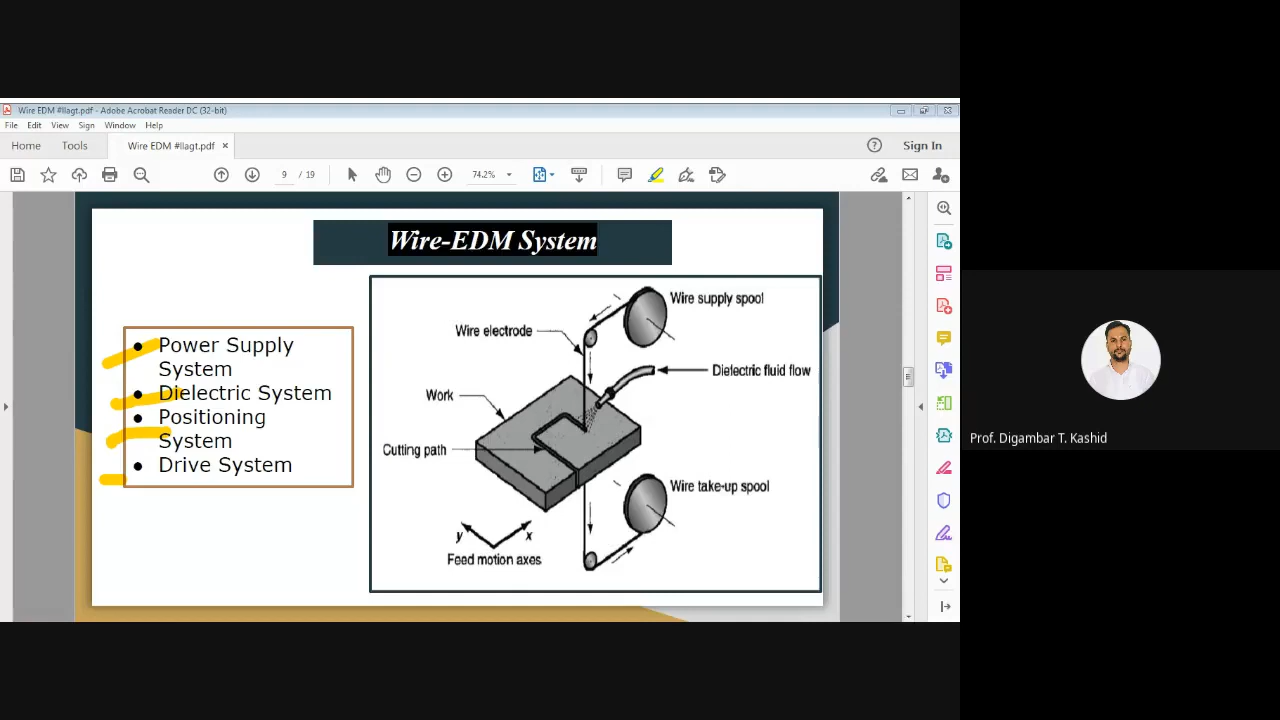 Wire EDM #llagt.pdf - Adobe Acrobat Reader DC (32-bit)
File Edit View Sign Window Help
Home Tools Wire EDM #llagt.pdf × Sign In
9 / 19 74.2%
Wire-EDM System
• Power Supply
System
• Dielectric System
• Positioning
System
• Drive System
Wire supply spool
Wire electrode
Dielectric fluid flow
Work
Cutting path
Wire take-up spool
y x
Feed motion axes
Prof. Digambar T. Kashid